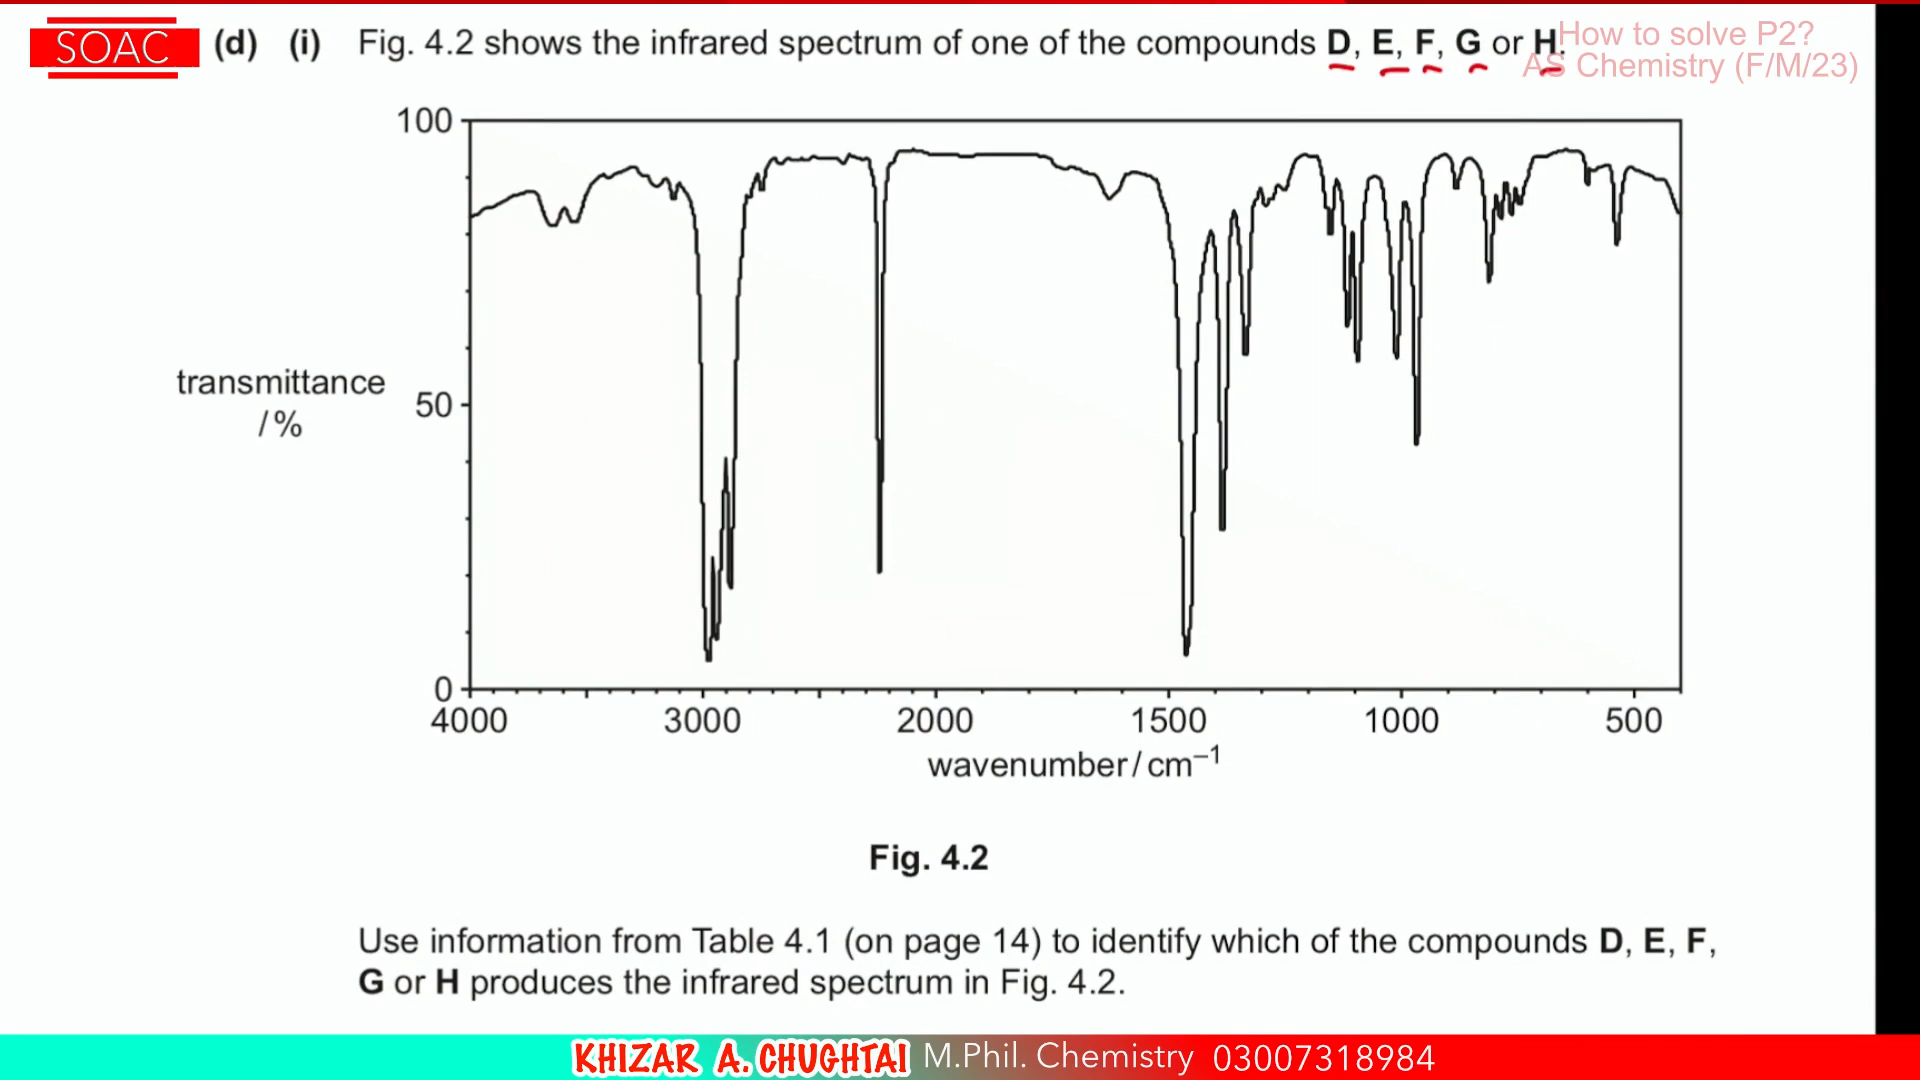 SOAC
(d) (i) Fig. 4.2 shows the infrared spectrum of one of the compounds D, E, F, G or H.
How to solve P2?
AS Chemistry (F/M/23)
100
transmittance
/ %
50
0
4000 3000 2000 1500 1000 500
wavenumber / cm⁻¹
Fig. 4.2
Use information from Table 4.1 (on page 14) to identify which of the compounds D, E, F,
G or H produces the infrared spectrum in Fig. 4.2.
KHIZAR A. CHUGHTAI M.Phil. Chemistry 03007318984